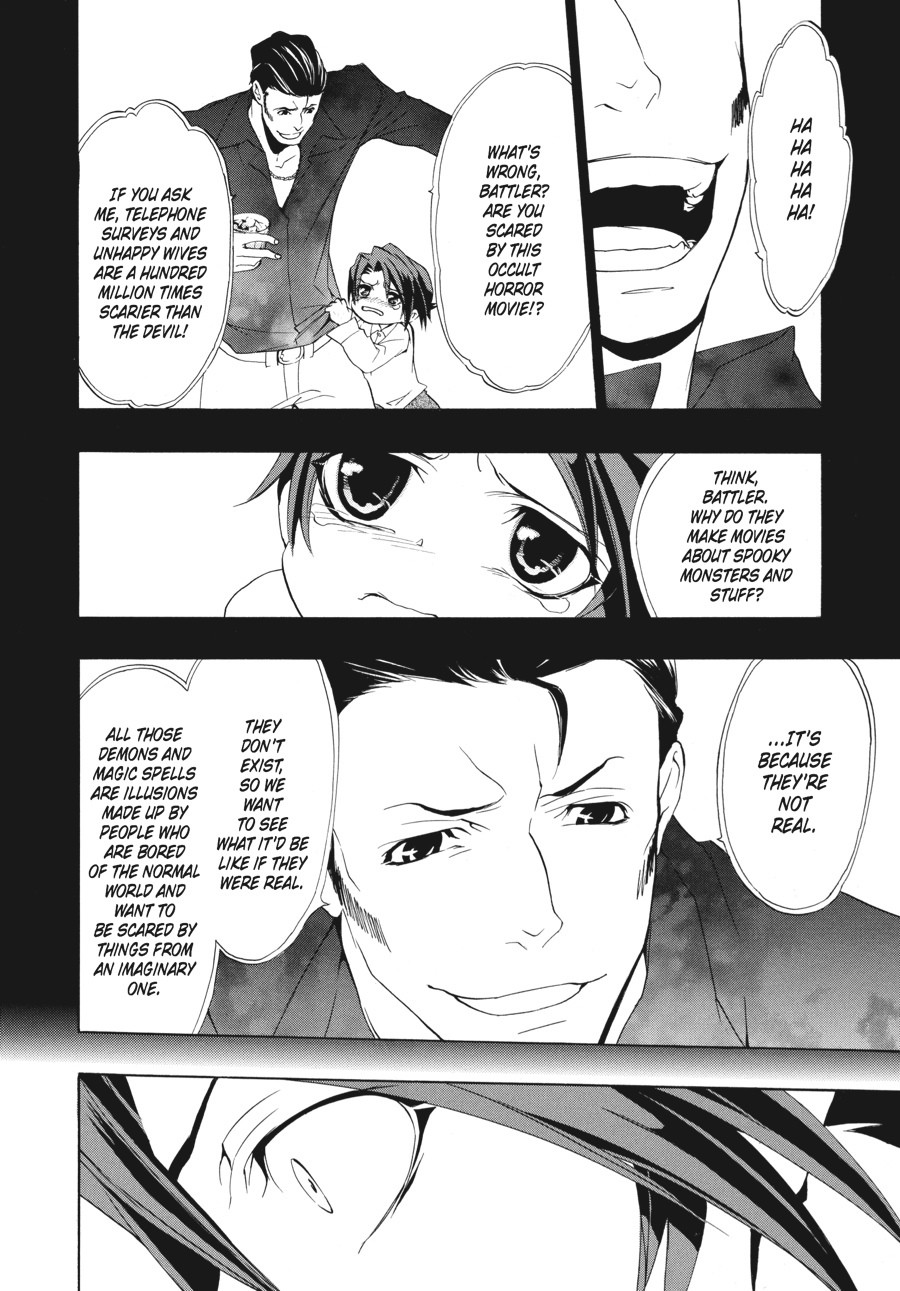 HA
HA
HA
HA
HA!
WHAT'S
WRONG,
BATTLER?
ARE YOU
SCARED
BY THIS
OCCULT
HORROR
MOVIE!?
IF YOU ASK
ME, TELEPHONE
SURVEYS AND
UNHAPPY WIVES
ARE A HUNDRED
MILLION TIMES
SCARIER THAN
THE DEVIL!
THINK,
BATTLER.
WHY DO THEY
MAKE MOVIES
ABOUT SPOOKY
MONSTERS AND
STUFF?
...IT'S
BECAUSE
THEY'RE
NOT
REAL.
THEY
DON'T
EXIST,
SO WE
WANT
TO SEE
WHAT IT'D BE
LIKE IF THEY
WERE REAL.
ALL THOSE
DEMONS AND
MAGIC SPELLS
ARE ILLUSIONS
MADE UP BY
PEOPLE WHO
ARE BORED
OF THE NORMAL
WORLD AND
WANT TO
BE SCARED BY
THINGS FROM
AN IMAGINARY
ONE.